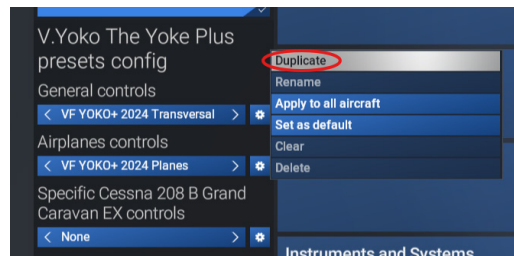 V.Yoko The Yoke Plus
presets config
General controls
VF YOKO+ 2024 Transversal
Airplanes controls
VF YOKO+ 2024 Planes
Specific Cessna 208 B Grand
Caravan EX controls
None
Duplicate
Rename
Apply to all aircraft
Set as default
Clear
Delete
Instruments and Systems